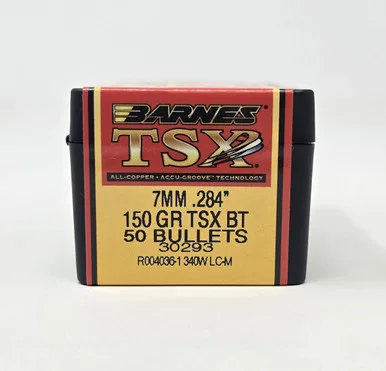 BARNES
TSX
ALL-COPPER • ACCU-GROOVE™ TECHNOLOGY
7MM .284"
150 GR TSX BT
50 BULLETS
30293
R004036-1 340W LC-M